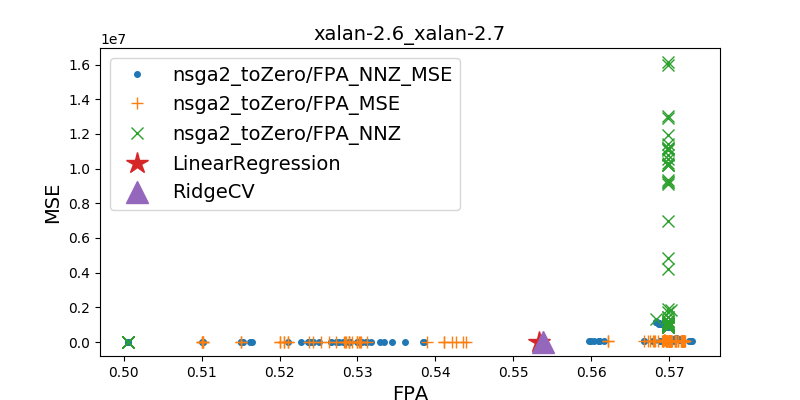 xalan-2.6_xalan-2.7
1e7
1.6
1.4
1.2
1.0
0.8
0.6
0.4
0.2
0.0
MSE
nsga2_toZero/FPA_NNZ_MSE
nsga2_toZero/FPA_MSE
nsga2_toZero/FPA_NNZ
LinearRegression
RidgeCV
0.50 0.51 0.52 0.53 0.54 0.55 0.56 0.57
FPA